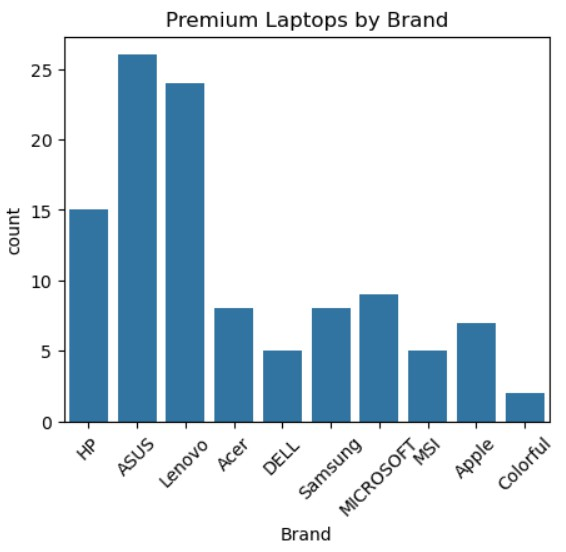 Premium Laptops by Brand
count
25
20
15
10
5
0
HP
ASUS
Lenovo
Acer
DELL
Samsung
MICROSOFT
MSI
Apple
Colorful
Brand